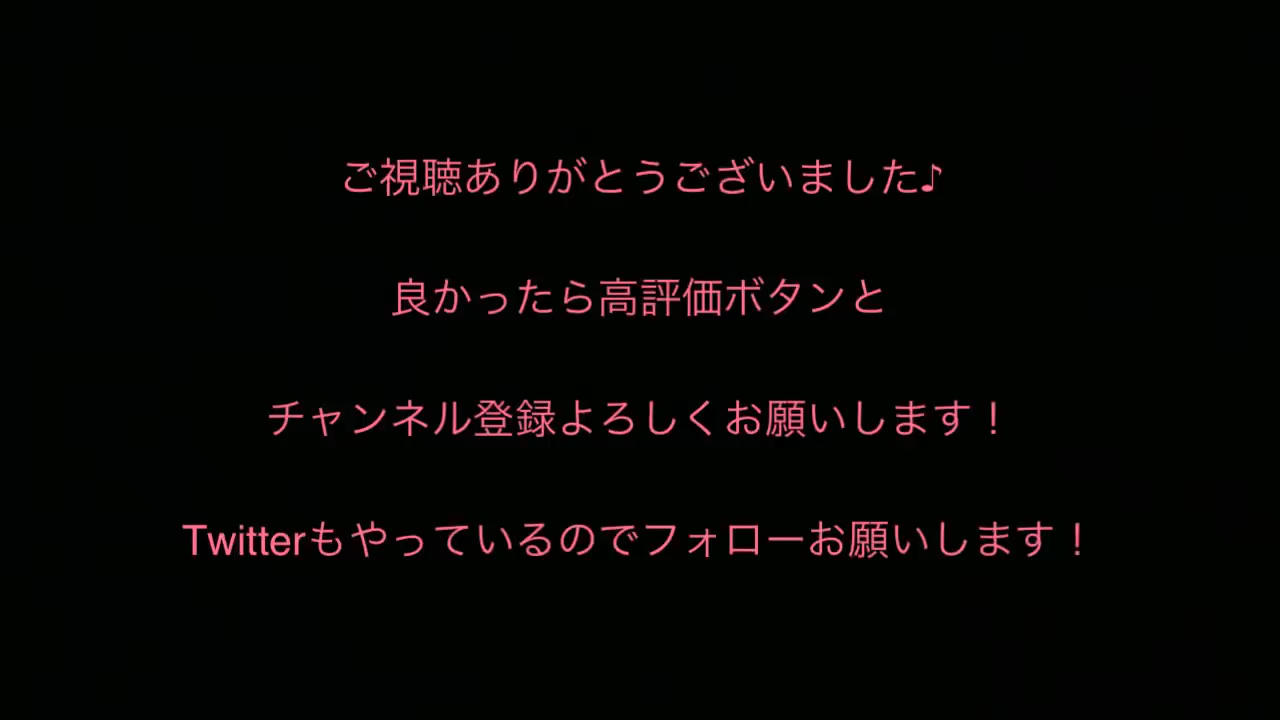 ご視聴ありがとうございました♪
良かったら高評価ボタンと
チャンネル登録よろしくお願いします！
Twitterもやっているのでフォローお願いします！